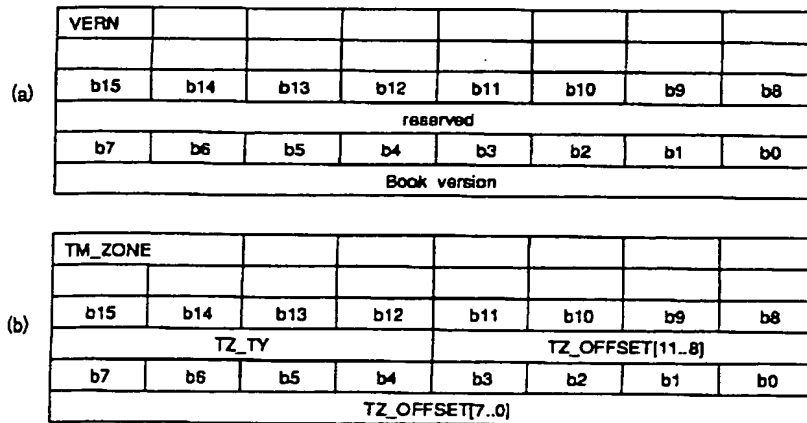 (a)
VERN
b15 b14 b13 b12 b11 b10 b9 b8
reserved
b7 b6 b5 b4 b3 b2 b1 b0
Book version
(b)
TM_ZONE
b15 b14 b13 b12 b11 b10 b9 b8
TZ_TY TZ_OFFSET[11..8]
b7 b6 b5 b4 b3 b2 b1 b0
TZ_OFFSET[7..0]